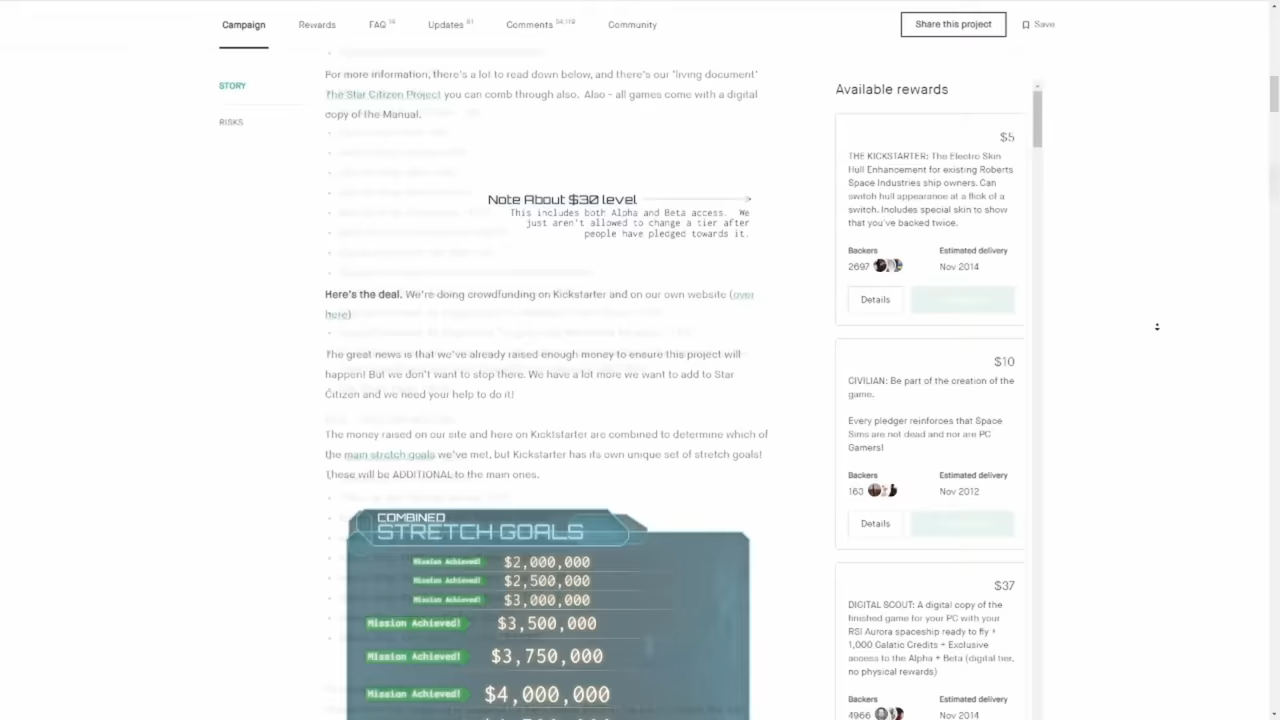 Campaign
Rewards
FAQ
Updates
Comments
Community
Share this project
Save
STORY
RISKS
For more information, there's a lot to read down below, and there's our 'living document'
The Star Citizen Project you can comb through also. Also - all games come with a digital
copy of the Manual.
Note About $30 level
This includes both Alpha and Beta access. We
just aren't allowed to change a tier after
people have pledged towards it.
Here's the deal. We're doing crowdfunding on Kickstarter and on our own website (over
here)
The great news is that we've already raised enough money to ensure this project will
happen! But we don't want to stop there. We have a lot more we want to add to Star
Citizen and we need your help to do it!
The money raised on our site and here on Kicktstarter are combined to determine which of
the main stretch goals we've met, but Kickstarter has its own unique set of stretch goals!
These will be ADDITIONAL to the main ones.
COMBINED
STRETCH GOALS
Mission Achieved! $2,000,000
Mission Achieved! $2,500,000
Mission Achieved! $3,000,000
Mission Achieved! $3,500,000
Mission Achieved! $3,750,000
Mission Achieved! $4,000,000
Available rewards
$5
THE KICKSTARTER: The Electro Skin
Hull Enhancement for existing Roberts
Space Industries ship owners. Can
switch hull appearance at a flick of a
switch. Includes special skin to show
that you've backed twice.
Backers Estimated delivery
2697 Nov 2014
Details
$10
CIVILIAN: Be part of the creation of the
game.
Every pledger reinforces that Space
Sims are not dead and nor are PC
Gamers!
Backers Estimated delivery
163 Nov 2012
Details
$37
DIGITAL SCOUT: A digital copy of the
finished game for your PC with your
RSI Aurora spaceship ready to fly +
1,000 Galatic Credits + Exclusive
access to the Alpha + Beta (digital tier,
no physical rewards)
Backers Estimated delivery
4966 Nov 2014